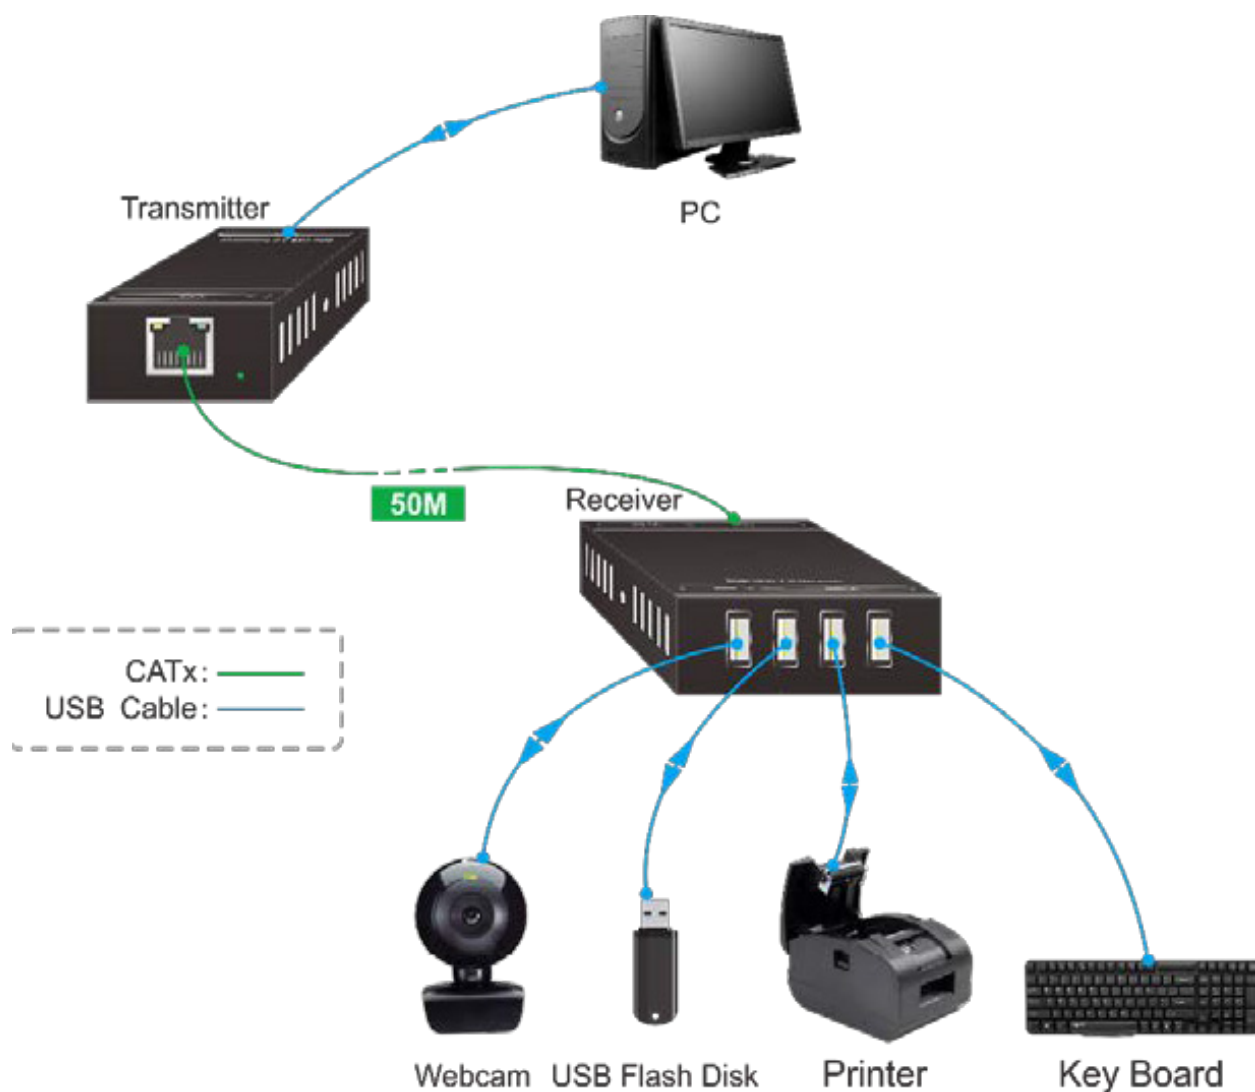 PC
Transmitter
50M
Receiver
CATx:
USB Cable:
Webcam
USB Flash Disk
Printer
Key Board